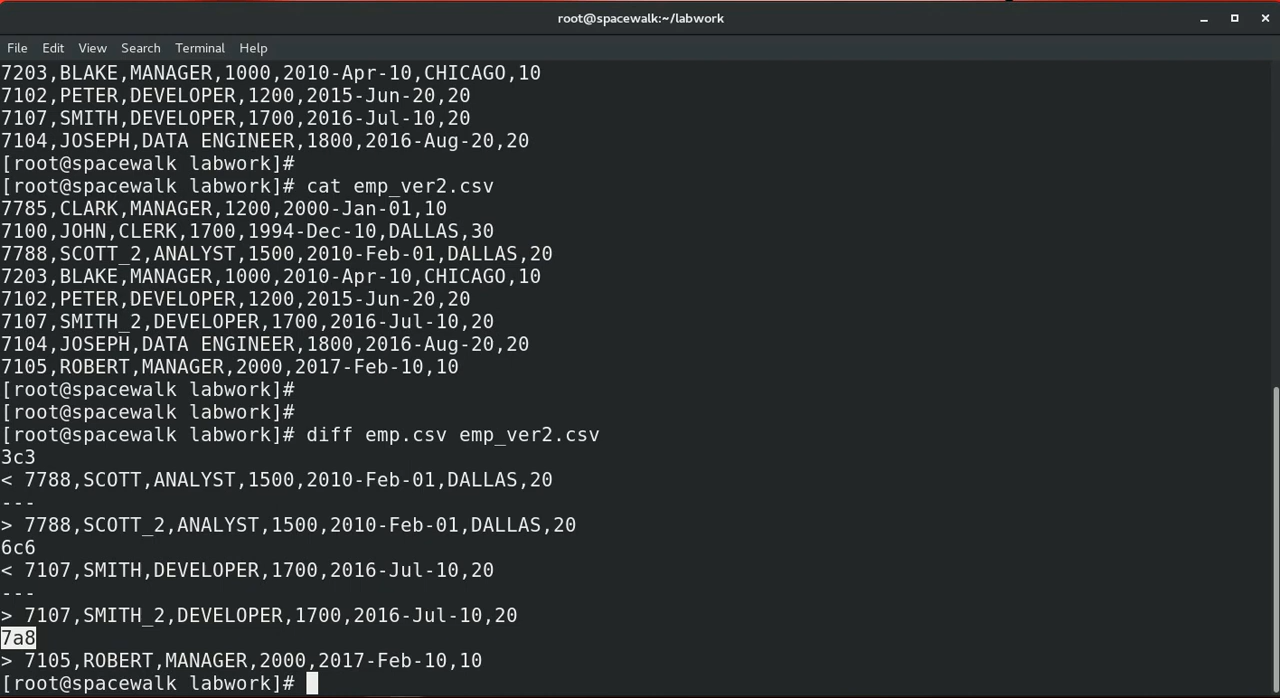 root@spacewalk:~/labwork
File Edit View Search Terminal Help
7203,BLAKE,MANAGER,1000,2010-Apr-10,CHICAGO,10
7102,PETER,DEVELOPER,1200,2015-Jun-20,20
7107,SMITH,DEVELOPER,1700,2016-Jul-10,20
7104,JOSEPH,DATA ENGINEER,1800,2016-Aug-20,20
[root@spacewalk labwork]#
[root@spacewalk labwork]# cat emp_ver2.csv
7785,CLARK,MANAGER,1200,2000-Jan-01,10
7100,JOHN,CLERK,1700,1994-Dec-10,DALLAS,30
7788,SCOTT_2,ANALYST,1500,2010-Feb-01,DALLAS,20
7203,BLAKE,MANAGER,1000,2010-Apr-10,CHICAGO,10
7102,PETER,DEVELOPER,1200,2015-Jun-20,20
7107,SMITH_2,DEVELOPER,1700,2016-Jul-10,20
7104,JOSEPH,DATA ENGINEER,1800,2016-Aug-20,20
7105,ROBERT,MANAGER,2000,2017-Feb-10,10
[root@spacewalk labwork]#
[root@spacewalk labwork]#
[root@spacewalk labwork]# diff emp.csv emp_ver2.csv
3c3
< 7788,SCOTT,ANALYST,1500,2010-Feb-01,DALLAS,20
---
> 7788,SCOTT_2,ANALYST,1500,2010-Feb-01,DALLAS,20
6c6
< 7107,SMITH,DEVELOPER,1700,2016-Jul-10,20
---
> 7107,SMITH_2,DEVELOPER,1700,2016-Jul-10,20
7a8
> 7105,ROBERT,MANAGER,2000,2017-Feb-10,10
[root@spacewalk labwork]#